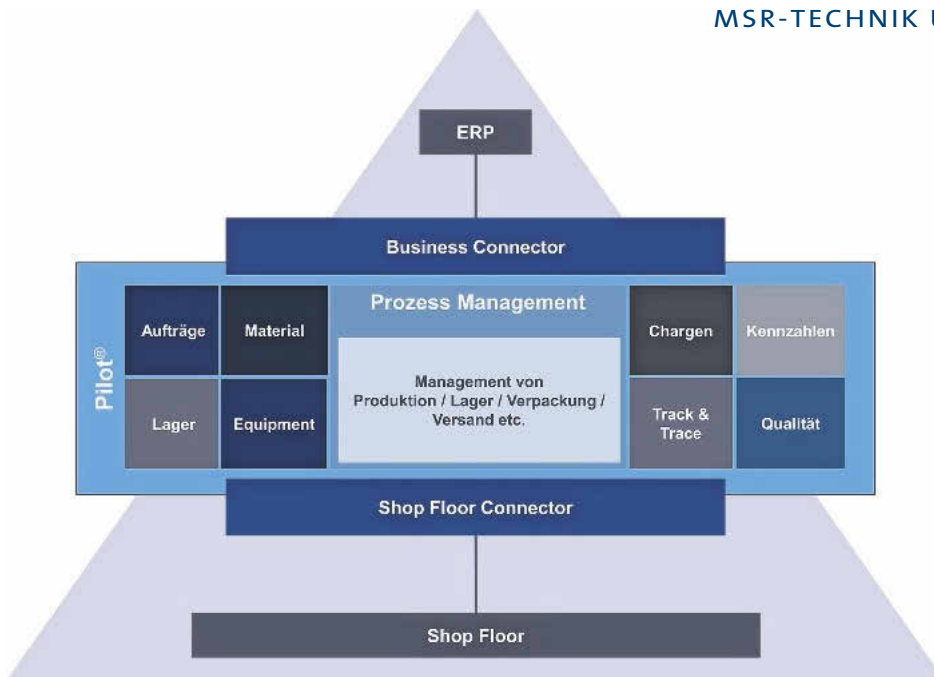 MSR-TECHNIK
ERP
Business Connector
Pilot®
Prozess Management
Aufträge
Material
Lager
Equipment
Management von
Produktion / Lager / Verpackung /
Versand etc.
Chargen
Kennzahlen
Track &
Trace
Qualität
Shop Floor Connector
Shop Floor